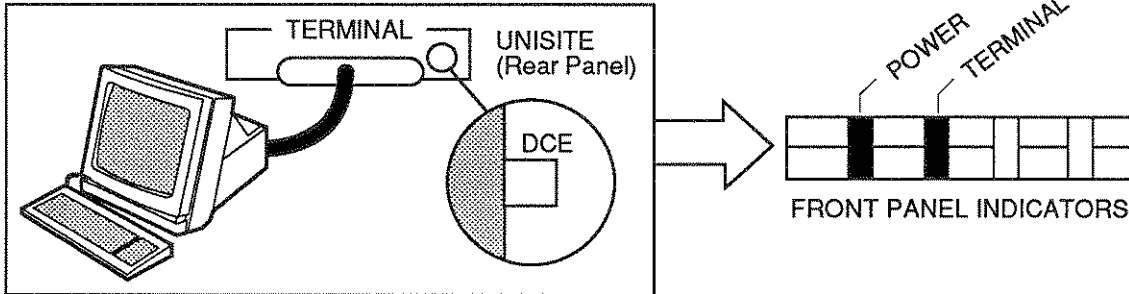 TERMINAL
UNISITE
(Rear Panel)
DCE
POWER
TERMINAL
FRONT PANEL INDICATORS